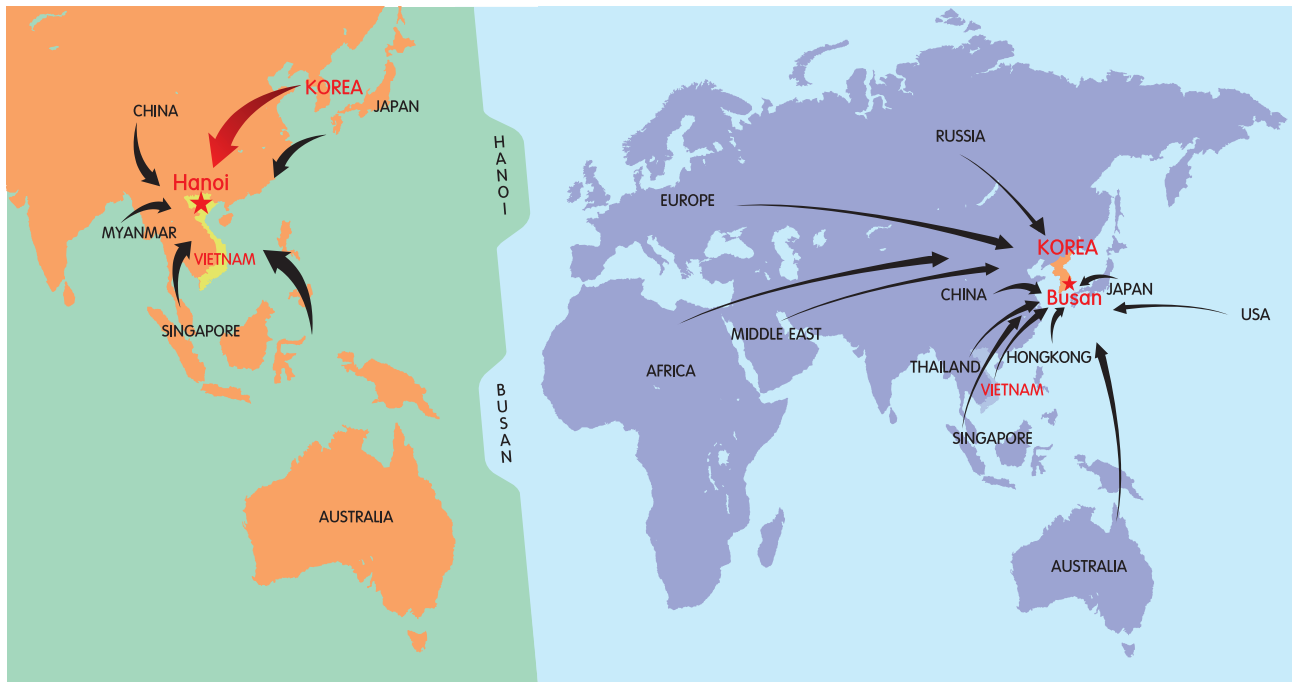 KOREA
CHINA
JAPAN
Hanoi
MYANMAR
VIETNAM
SINGAPORE
AUSTRALIA
HANOI
BUSAN
RUSSIA
EUROPE
KOREA
CHINA
JAPAN
Busan
USA
MIDDLE EAST
HONGKONG
THAILAND
AFRICA
VIETNAM
SINGAPORE
AUSTRALIA